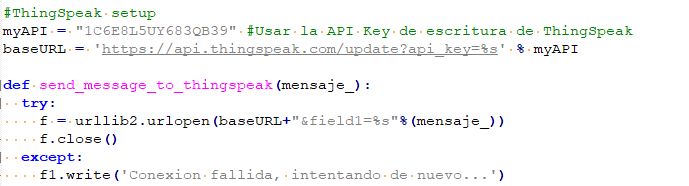 #ThingSpeak setup
myAPI = "1C6E8L5UY683QB39" #Usar la API Key de escritura de ThingSpeak
baseURL = 'https://api.thingspeak.com/update?api_key=%s' % myAPI
def send_message_to_thingspeak(mensaje_):
try:
f = urllib2.urlopen(baseURL+"&field1=%s"%(mensaje_))
f.close()
except:
f1.write('Conexion fallida, intentando de nuevo...')